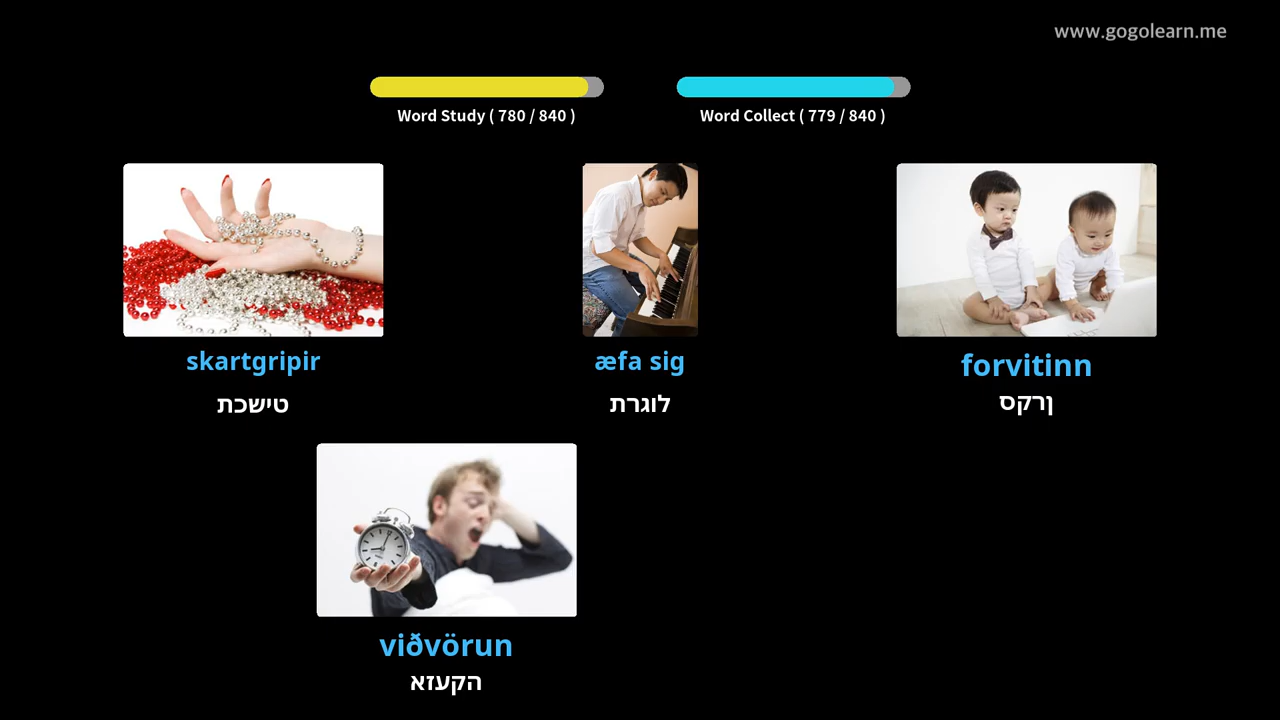 www.gogolearn.me
Word Study ( 780 / 840 )
Word Collect ( 779 / 840 )
skartgripir
טישכת
æfa sig
לוגרת
forvitinn
ןרקס
viðvörun
הקעזא